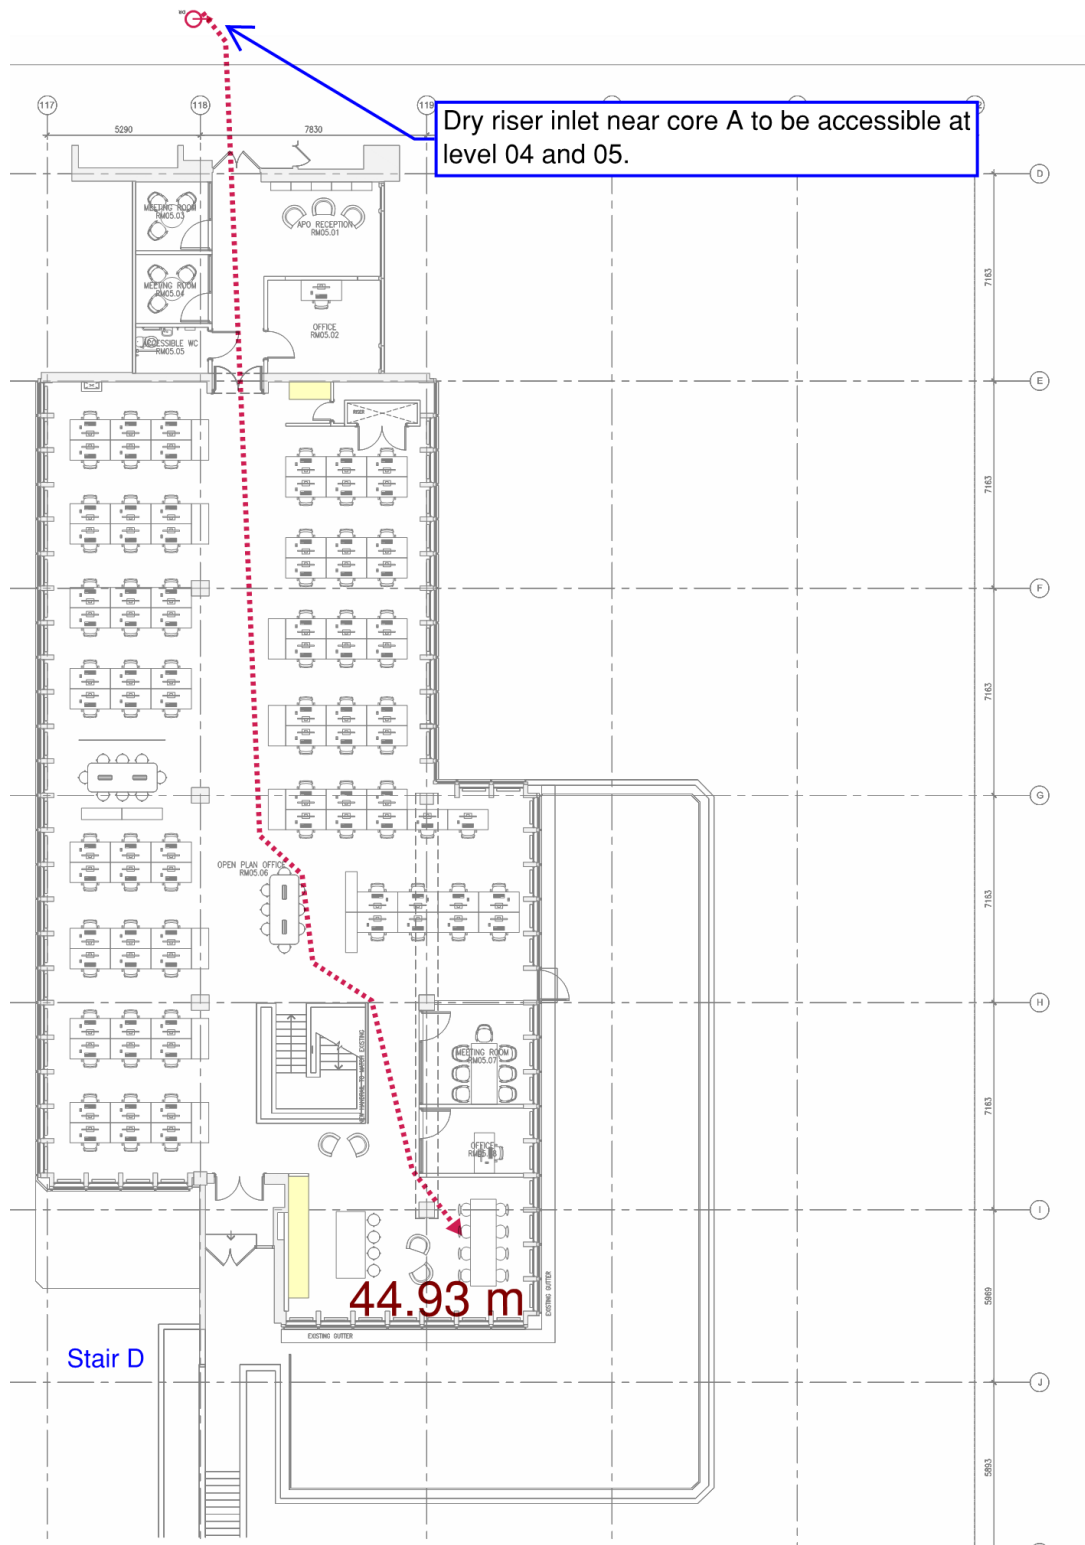 117
118
119
5290
7830
Dry riser inlet near core A to be accessible at
level 04 and 05.
D
MEETING ROOM
RM05.03
APO RECEPTION
RM05.01
7163
MEETING ROOM
RM05.04
OFFICE
RM05.02
ACCESSIBLE WC
RM05.05
E
7163
F
7163
G
OPEN PLAN OFFICE
RM05.06
7163
H
MEETING ROOM
RM05.07
7163
OFFICE
I
44.93 m
EXISTING GUTTER
5969
EXISTING GUTTER
Stair D
J
5893